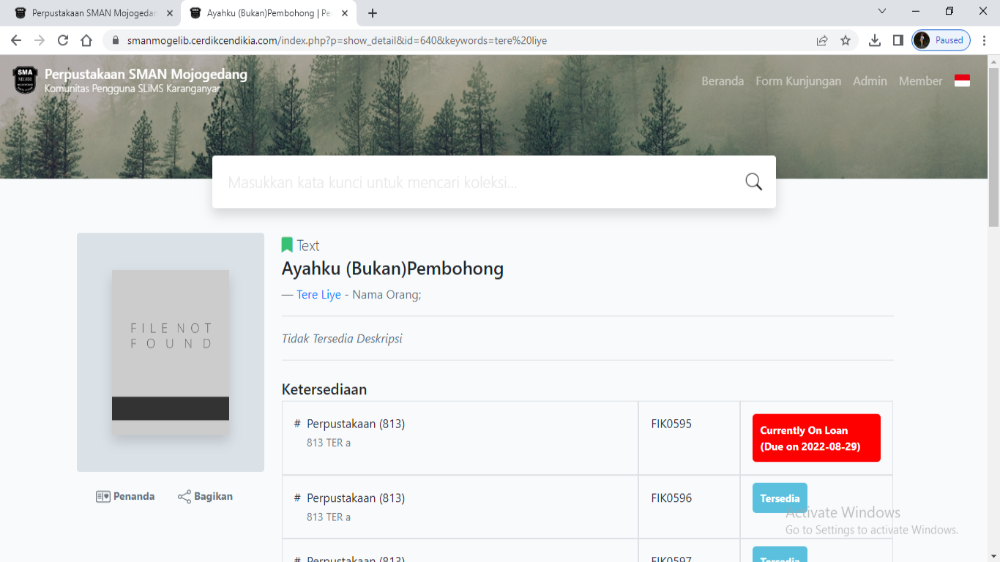 Perpustakaan SMAN Mojogedan
Ayahku (Bukan)Pembohong | Pe
smanmogelib.cerdikcendikia.com/index.php?p=show_detail&id=640&keywords=tere%20liye
Paused
SMA
NEGERI
Perpustakaan SMAN Mojogedang
Komunitas Pengguna SLiMS Karanganyar
Beranda Form Kunjungan Admin Member
Masukkan kata kunci untuk mencari koleksi...
FILE NOT
FOUND
Penanda Bagikan
Text
Ayahku (Bukan)Pembohong
— Tere Liye - Nama Orang;
Tidak Tersedia Deskripsi
Ketersediaan
# Perpustakaan (813) FIK0595 Currently On Loan
813 TER a (Due on 2022-08-29)
# Perpustakaan (813) FIK0596 Tersedia
813 TER a
Activate Windows
Go to Settings to activate Windows.
# Perpustakaan (813) FIK0597 Tersedia